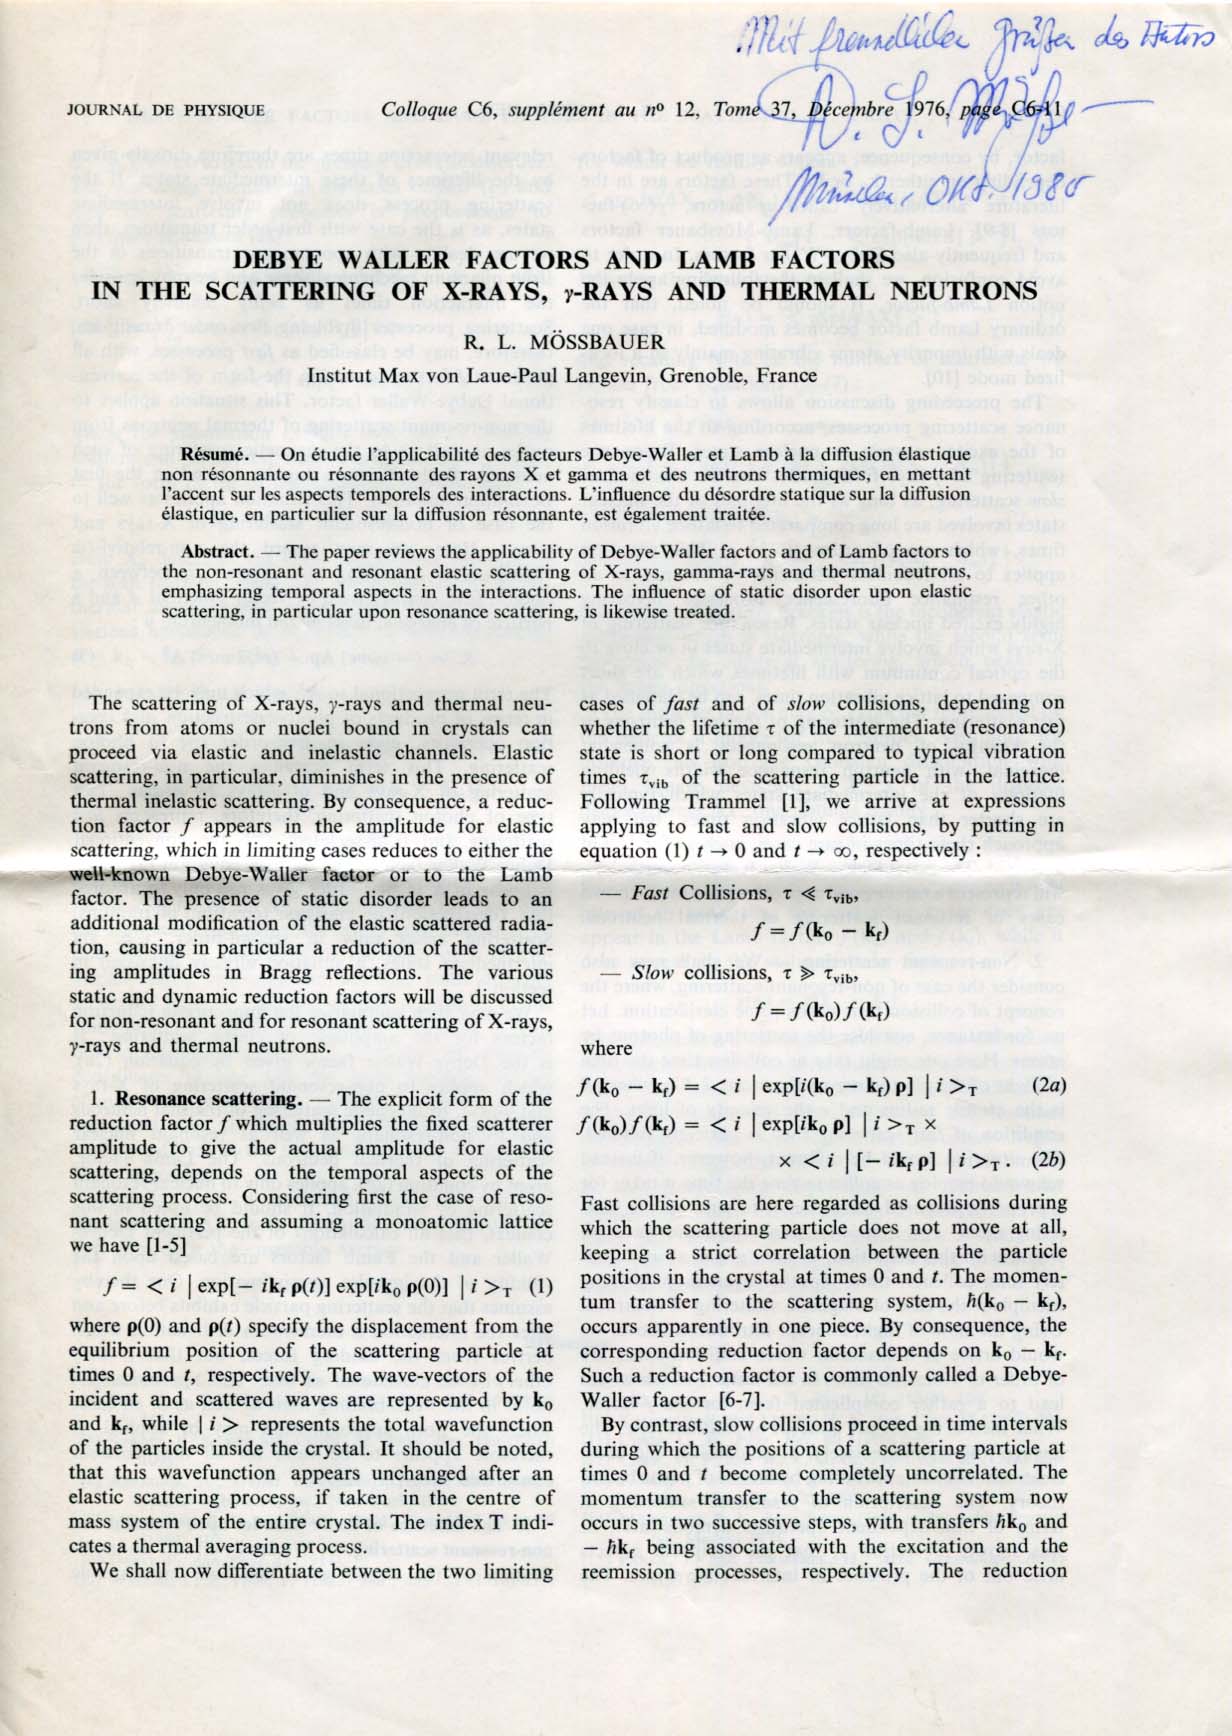 Mit freundlichen Grüßen des Autors
JOURNAL DE PHYSIQUE Colloque C6, supplément au nº 12, Tome 37, Décembre 1976, page C6-11
R. L. Mößbauer
München, Okt. 1980
DEBYE WALLER FACTORS AND LAMB FACTORS
IN THE SCATTERING OF X-RAYS, γ-RAYS AND THERMAL NEUTRONS
R. L. MÖSSBAUER
Institut Max von Laue-Paul Langevin, Grenoble, France
Résumé. — On étudie l'applicabilité des facteurs Debye-Waller et Lamb à la diffusion élastique
non résonnante ou résonnante des rayons X et gamma et des neutrons thermiques, en mettant
l'accent sur les aspects temporels des interactions. L'influence du désordre statique sur la diffusion
élastique, en particulier sur la diffusion résonnante, est également traitée.
Abstract. — The paper reviews the applicability of Debye-Waller factors and of Lamb factors to
the non-resonant and resonant elastic scattering of X-rays, gamma-rays and thermal neutrons,
emphasizing temporal aspects in the interactions. The influence of static disorder upon elastic
scattering, in particular upon resonance scattering, is likewise treated.
The scattering of X-rays, γ-rays and thermal neu-
trons from atoms or nuclei bound in crystals can
proceed via elastic and inelastic channels. Elastic
scattering, in particular, diminishes in the presence of
thermal inelastic scattering. By consequence, a reduc-
tion factor f appears in the amplitude for elastic
scattering, which in limiting cases reduces to either the
well-known Debye-Waller factor or to the Lamb
factor. The presence of static disorder leads to an
additional modification of the elastic scattered radia-
tion, causing in particular a reduction of the scatter-
ing amplitudes in Bragg reflections. The various
static and dynamic reduction factors will be discussed
for non-resonant and for resonant scattering of X-rays,
γ-rays and thermal neutrons.
1. Resonance scattering. — The explicit form of the
reduction factor f which multiplies the fixed scatterer
amplitude to give the actual amplitude for elastic
scattering, depends on the temporal aspects of the
scattering process. Considering first the case of reso-
nant scattering and assuming a monoatomic lattice
we have [1-5]
f = < i | exp[− ik_f ρ(t)] exp[ik_0 ρ(0)] | i >_T (1)
where ρ(0) and ρ(t) specify the displacement from the
equilibrium position of the scattering particle at
times 0 and t, respectively. The wave-vectors of the
incident and scattered waves are represented by k_0
and k_f, while | i > represents the total wavefunction
of the particles inside the crystal. It should be noted,
that this wavefunction appears unchanged after an
elastic scattering process, if taken in the centre of
mass system of the entire crystal. The index T indi-
cates a thermal averaging process.
We shall now differentiate between the two limiting
cases of fast and of slow collisions, depending on
whether the lifetime τ of the intermediate (resonance)
state is short or long compared to typical vibration
times τ_vib of the scattering particle in the lattice.
Following Trammel [1], we arrive at expressions
applying to fast and slow collisions, by putting in
equation (1) t → 0 and t → ∞, respectively :
— Fast Collisions, τ ≪ τ_vib,
f = f(k_0 − k_f)
— Slow collisions, τ ≫ τ_vib,
f = f(k_0) f(k_f)
where
f(k_0 − k_f) = < i | exp[i(k_0 − k_f) ρ] | i >_T (2a)
f(k_0) f(k_f) = < i | exp[ik_0 ρ] | i >_T ×
× < i | [− ik_f ρ] | i >_T . (2b)
Fast collisions are here regarded as collisions during
which the scattering particle does not move at all,
keeping a strict correlation between the particle
positions in the crystal at times 0 and t. The momen-
tum transfer to the scattering system, ħ(k_0 − k_f),
occurs apparently in one piece. By consequence, the
corresponding reduction factor depends on k_0 − k_f.
Such a reduction factor is commonly called a Debye-
Waller factor [6-7].
By contrast, slow collisions proceed in time intervals
during which the positions of a scattering particle at
times 0 and t become completely uncorrelated. The
momentum transfer to the scattering system now
occurs in two successive steps, with transfers ħk_0 and
− ħk_f being associated with the excitation and the
reemission processes, respectively. The reduction